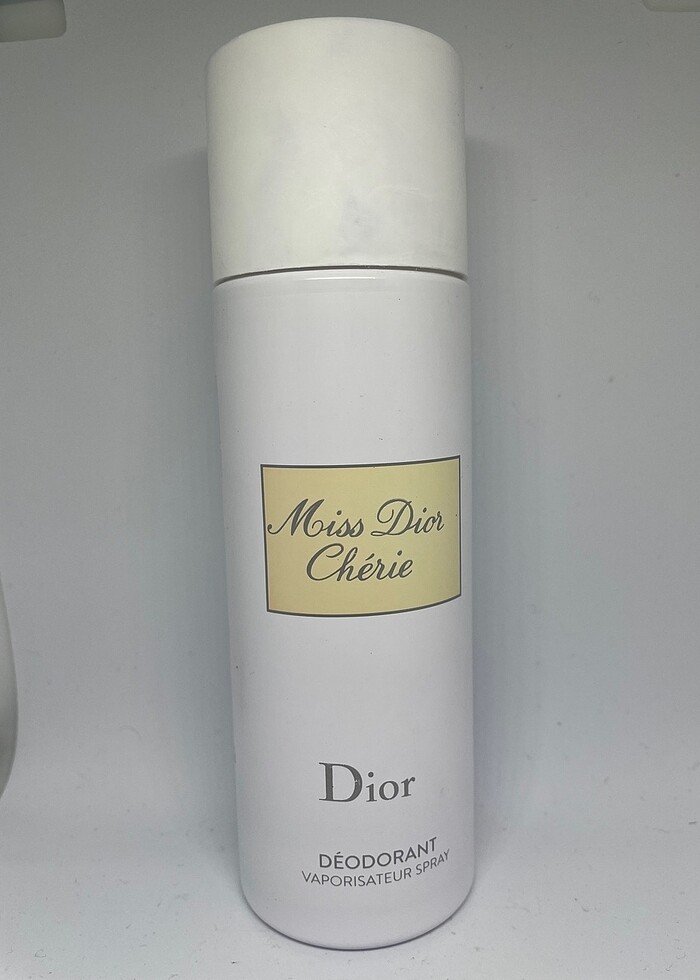 Miss Dior
Chérie
Dior
DÉODORANT
VAPORISATEUR SPRAY